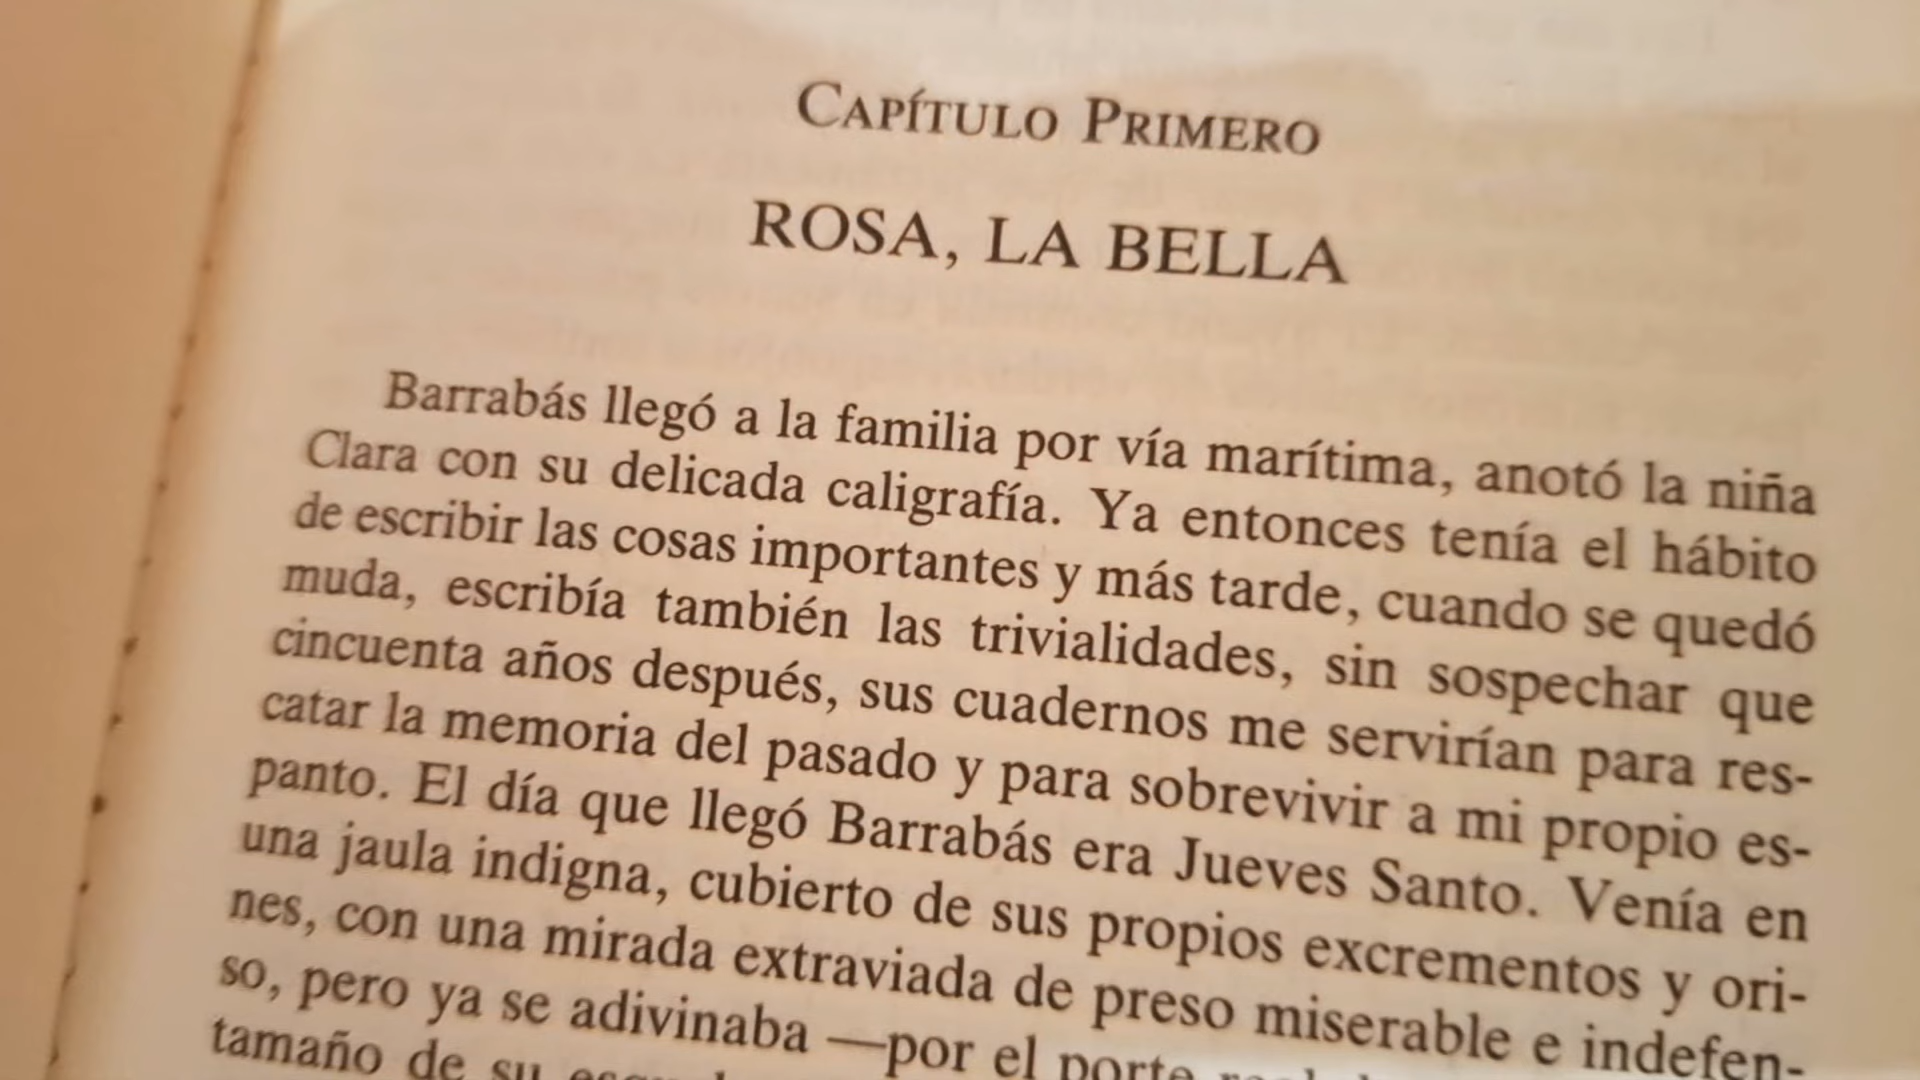 CAPÍTULO PRIMERO
ROSA, LA BELLA
Barrabás llegó a la familia por vía marítima, anotó la niña
Clara con su delicada caligrafía. Ya entonces tenía el hábito
de escribir las cosas importantes y más tarde, cuando se quedó
muda, escribía también las trivialidades, sin sospechar que
cincuenta años después, sus cuadernos me servirían para res-
catar la memoria del pasado y para sobrevivir a mi propio es-
panto. El día que llegó Barrabás era Jueves Santo. Venía en
una jaula indigna, cubierto de sus propios excrementos y ori-
nes, con una mirada extraviada de preso miserable e indefen-
so, pero ya se adivinaba —por el porte
tamaño de su